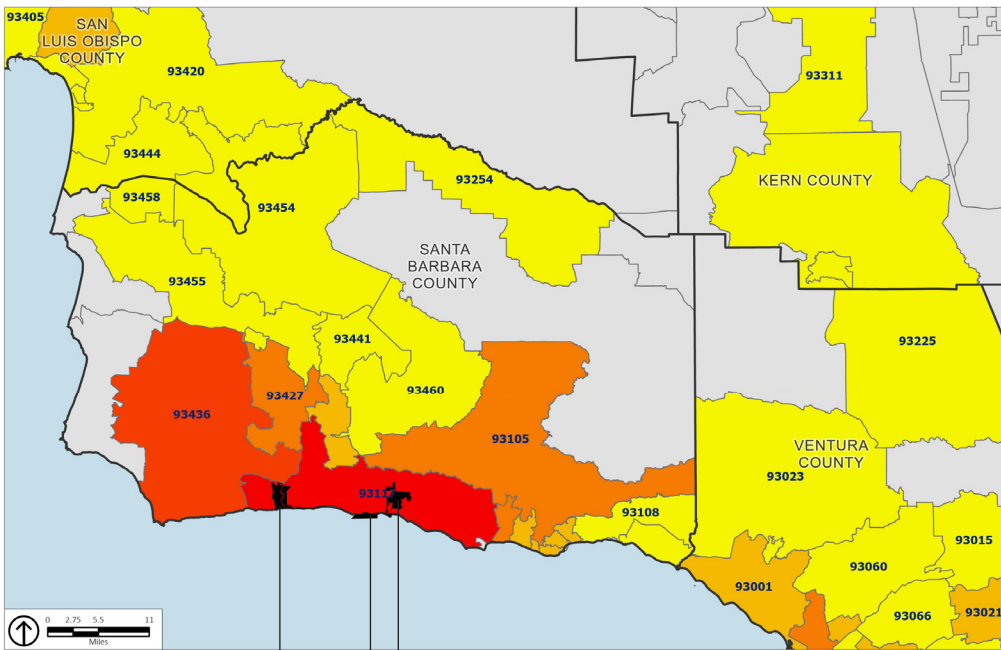 93405
SAN
LUIS OBISPO
COUNTY
93420
93311
93444
93254
KERN COUNTY
93458
93454
SANTA
BARBARA
COUNTY
93455
93441
93225
93460
93427
93436
93105
VENTURA
COUNTY
93023
93117
93108
93015
93001
93060
93066
93021
0 2.75 5.5 11
Miles